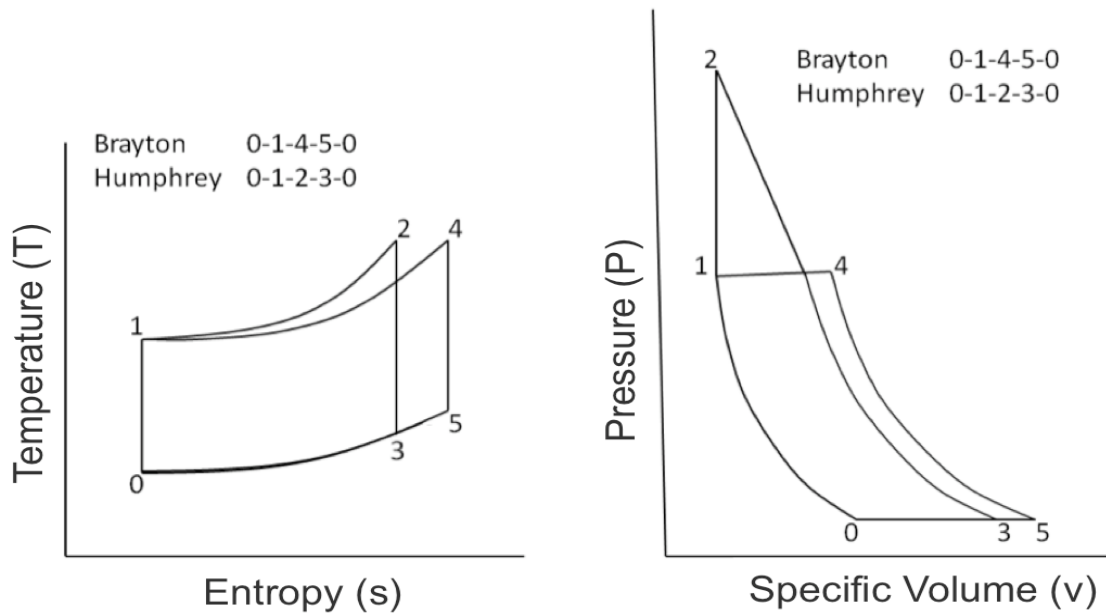 Brayton 0-1-4-5-0
Humphrey 0-1-2-3-0
Temperature (T)
2
4
1
3
5
0
Entropy (s)
2
Brayton 0-1-4-5-0
Humphrey 0-1-2-3-0
Pressure (P)
1
4
0
3
5
Specific Volume (v)